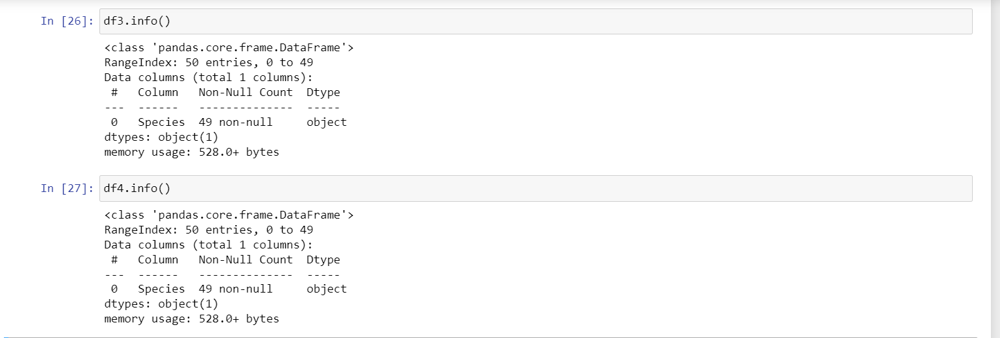 In [26]: df3.info()
<class 'pandas.core.frame.DataFrame'>
RangeIndex: 50 entries, 0 to 49
Data columns (total 1 columns):
 #   Column   Non-Null Count  Dtype
---  ------   --------------  -----
 0   Species  49 non-null     object
dtypes: object(1)
memory usage: 528.0+ bytes
In [27]: df4.info()
<class 'pandas.core.frame.DataFrame'>
RangeIndex: 50 entries, 0 to 49
Data columns (total 1 columns):
 #   Column   Non-Null Count  Dtype
---  ------   --------------  -----
 0   Species  49 non-null     object
dtypes: object(1)
memory usage: 528.0+ bytes